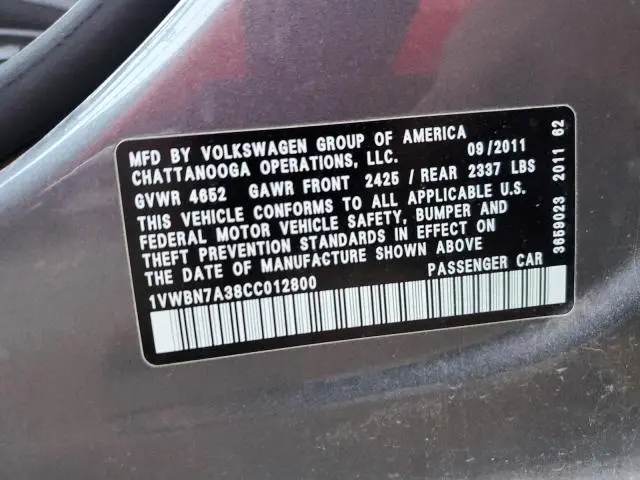 MFD BY VOLKSWAGEN GROUP OF AMERICA
CHATTANOOGA OPERATIONS, LLC. 09/2011
GVWR 4652 GAWR FRONT 2425 / REAR 2337 LBS
THIS VEHICLE CONFORMS TO ALL APPLICABLE U.S.
FEDERAL MOTOR VEHICLE SAFETY, BUMPER AND
THEFT PREVENTION STANDARDS IN EFFECT ON
THE DATE OF MANUFACTURE SHOWN ABOVE
1VWBN7A38CC012800 PASSENGER CAR
3659023 2011 62